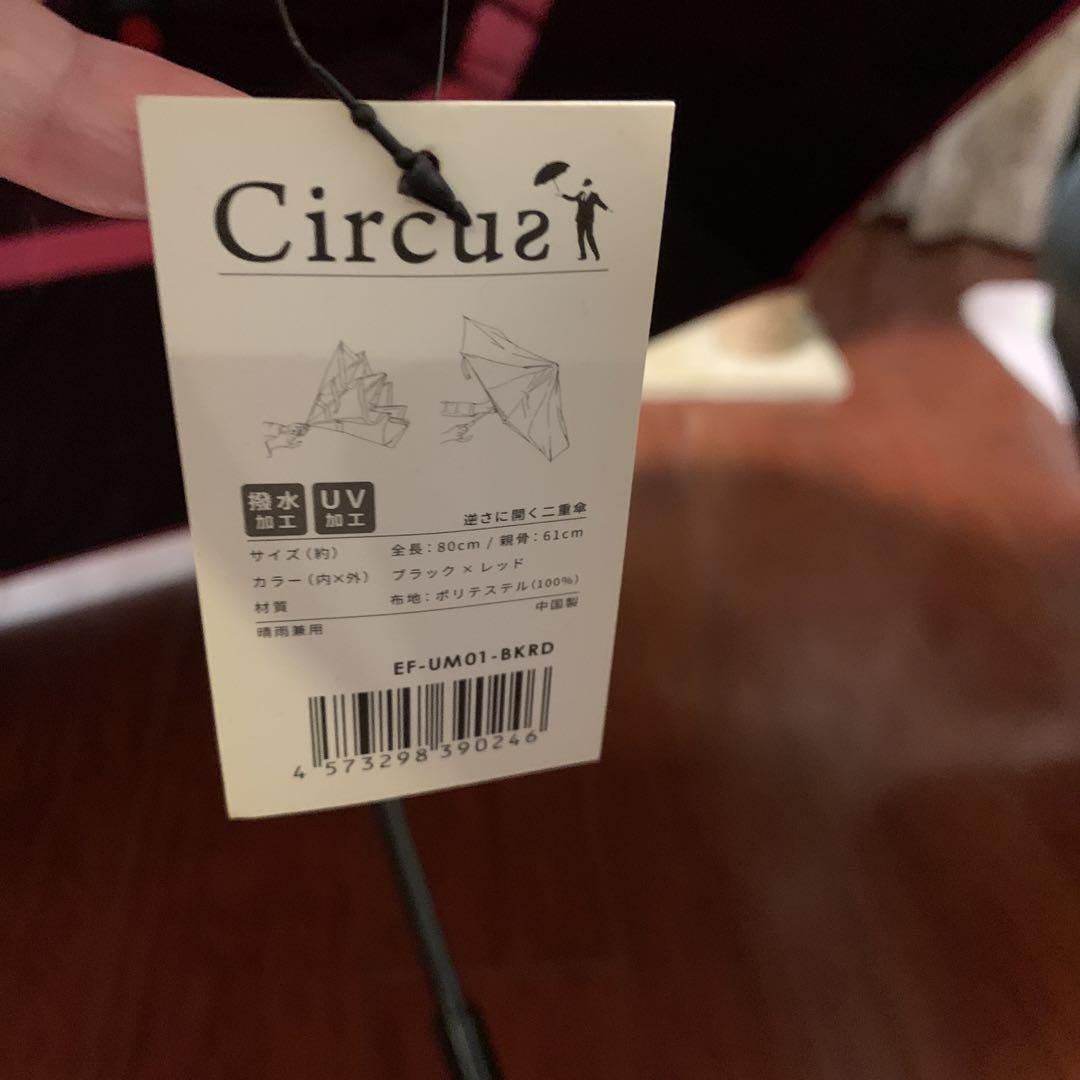 Circus
撥水加工 UV加工
逆さに開く二重傘
サイズ（約） 全長：80cm / 親骨：61cm
カラー（内×外） ブラック×レッド
材質 布地：ポリテステル(100%)
晴雨兼用 中国製
EF-UM01-BKRD
4 573298 390246